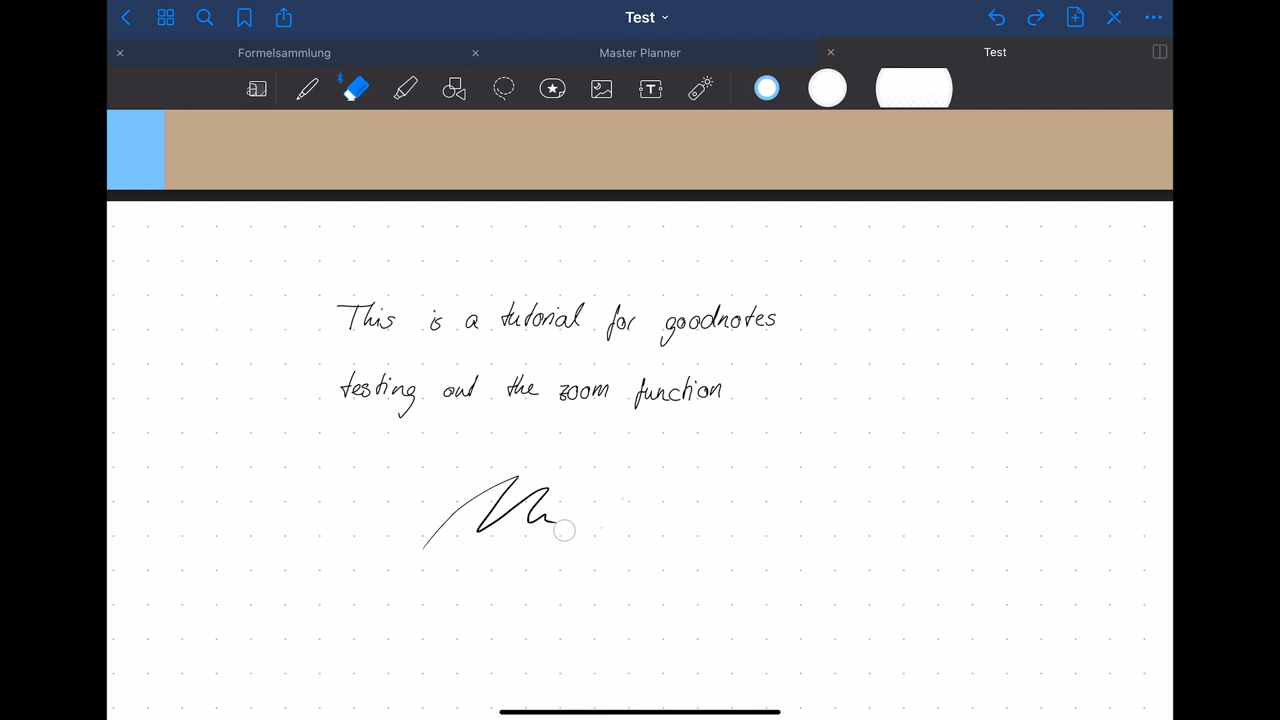 Test
Formelsammlung
Master Planner
Test
T
This is a tutorial for goodnotes
testing out the zoom function